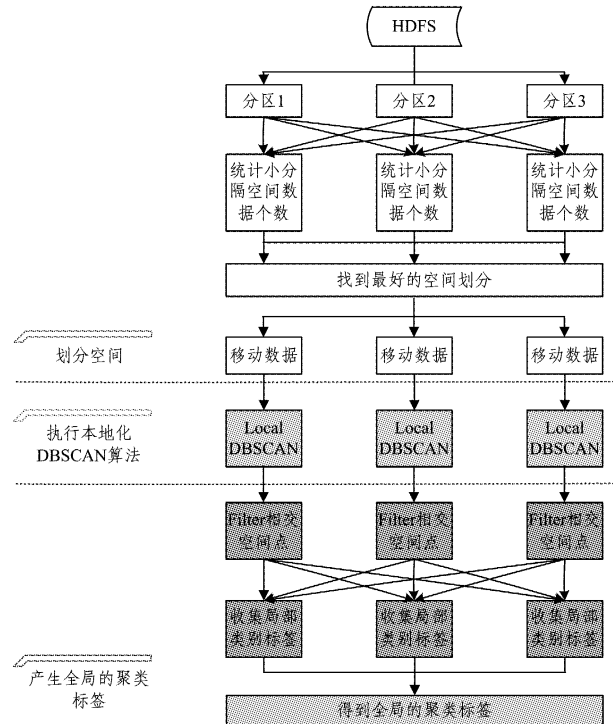 HDFS
分区1
分区2
分区3
统计小分
隔空间数
据个数
统计小分
隔空间数
据个数
统计小分
隔空间数
据个数
找到最好的空间划分
划分空间
移动数据
移动数据
移动数据
执行本地化
DBSCAN算法
Local
DBSCAN
Local
DBSCAN
Local
DBSCAN
Filter相交
空间点
Filter相交
空间点
Filter相交
空间点
收集局部
类别标签
收集局部
类别标签
收集局部
类别标签
产生全局的聚类
标签
得到全局的聚类标签